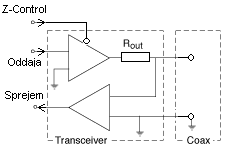 Z-Control
Rout
Oddaja
Sprejem
Transceiver
Coax